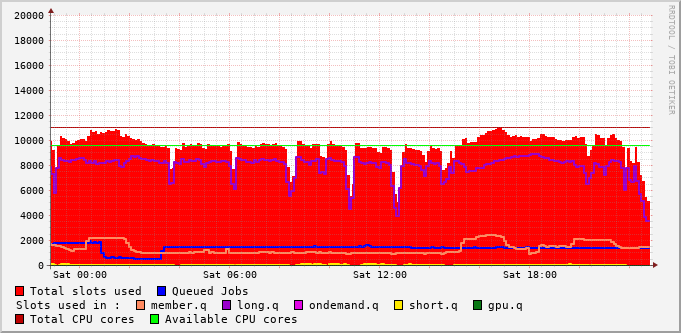 20000
18000
16000
14000
12000
10000
8000
6000
4000
2000
0
Sat 00:00 Sat 06:00 Sat 12:00 Sat 18:00
RRDTOOL / TOBI OETIKER
Total slots used Queued Jobs
Slots used in : member.q long.q ondemand.q short.q gpu.q
Total CPU cores Available CPU cores